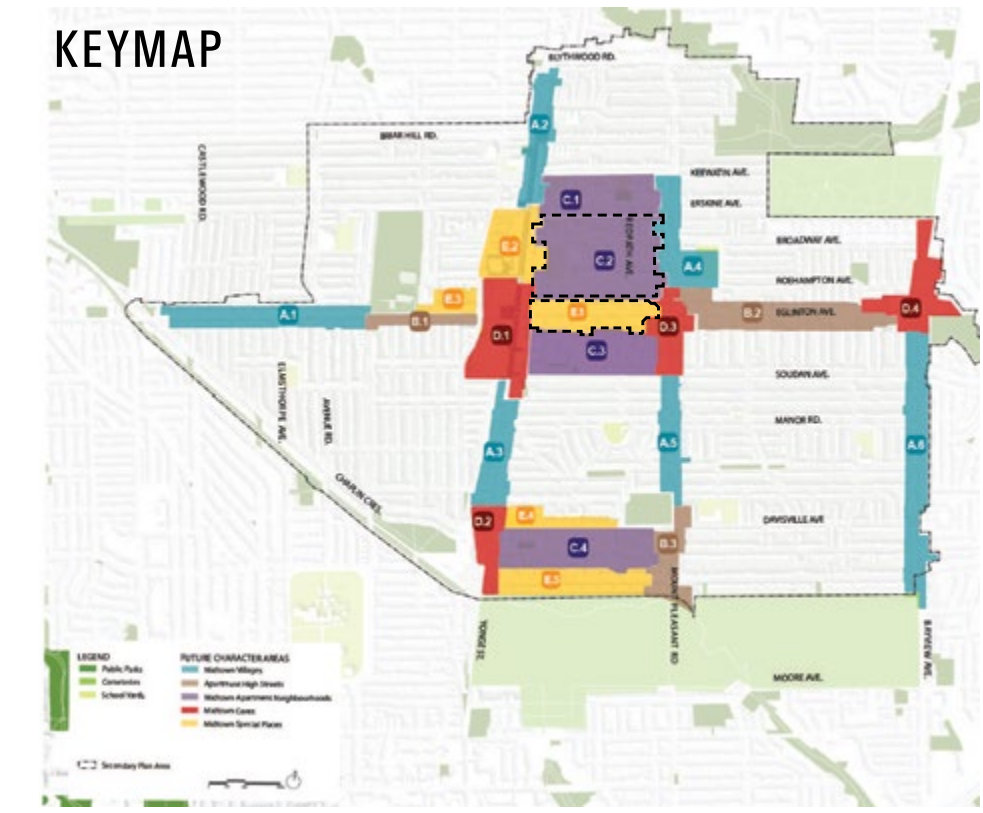 KEYMAP
BLYTHWOOD RD.
A.2
BRIAR HILL RD.
CASTLEWOOD RD.
KEEWATIN AVE.
C.1
ERSKINE AVE.
REDPATH AVE.
BROADWAY AVE.
E.2
C.2
A.4
ROEHAMPTON AVE.
E.3
A.1
B.1
E.1
B.2
EGLINTON AVE.
D.4
D.1
D.3
C.3
SOUDAN AVE.
ELMSTHORPE AVE.
AVENUE RD.
MANOR RD.
A.3
A.5
A.6
CHAPLIN CRES.
D.2
E.4
DAVISVILLE AVE
C.4
B.3
E.5
MOUNT PLEASANT RD
YONGE ST.
BAYVIEW AVE.
MOORE AVE.
LEGEND
Public Parks
Cemeteries
School Yards
Secondary Plan Area
FUTURE CHARACTER AREAS
Midtown Villages
Apartment High Streets
Midtown Apartment Neighbourhoods
Midtown Cores
Midtown Special Places